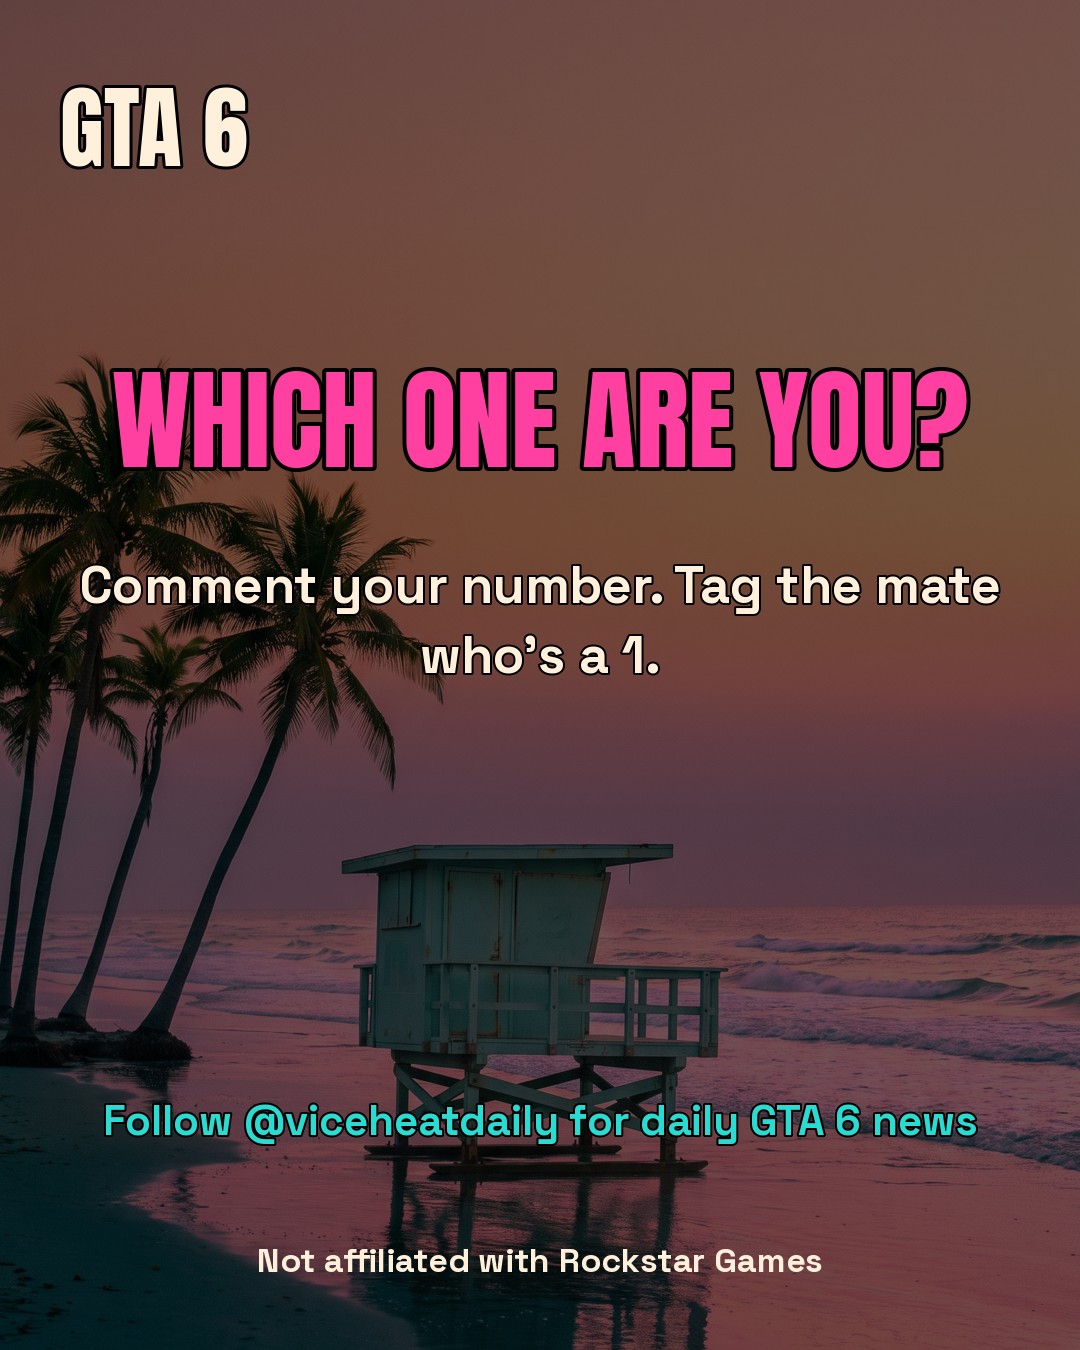 GTA 6
WHICH ONE ARE YOU?
Comment your number. Tag the mate
who's a 1.
Follow @viceheatdaily for daily GTA 6 news
Not affiliated with Rockstar Games